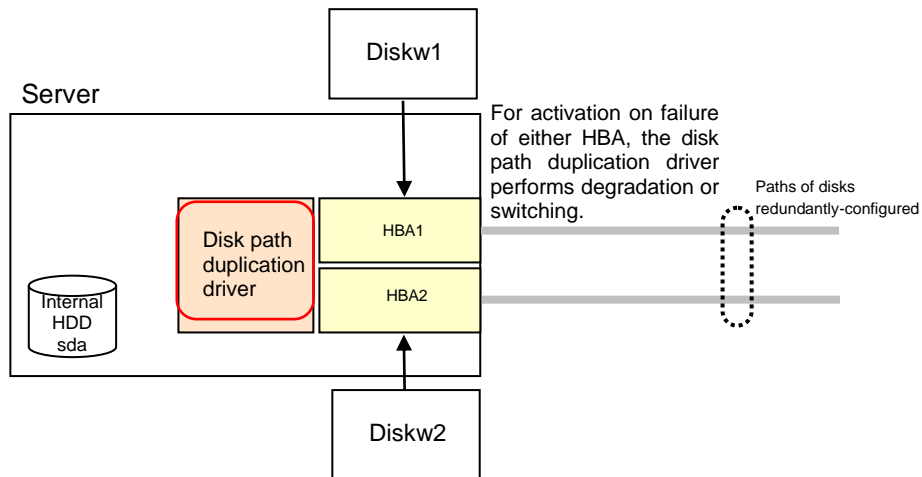 Diskw1
Server
For activation on failure
of either HBA, the disk
path duplication driver
performs degradation or
switching.
Paths of disks
redundantly-configured
HBA1
Disk path
duplication
driver
HBA2
Internal
HDD
sda
Diskw2